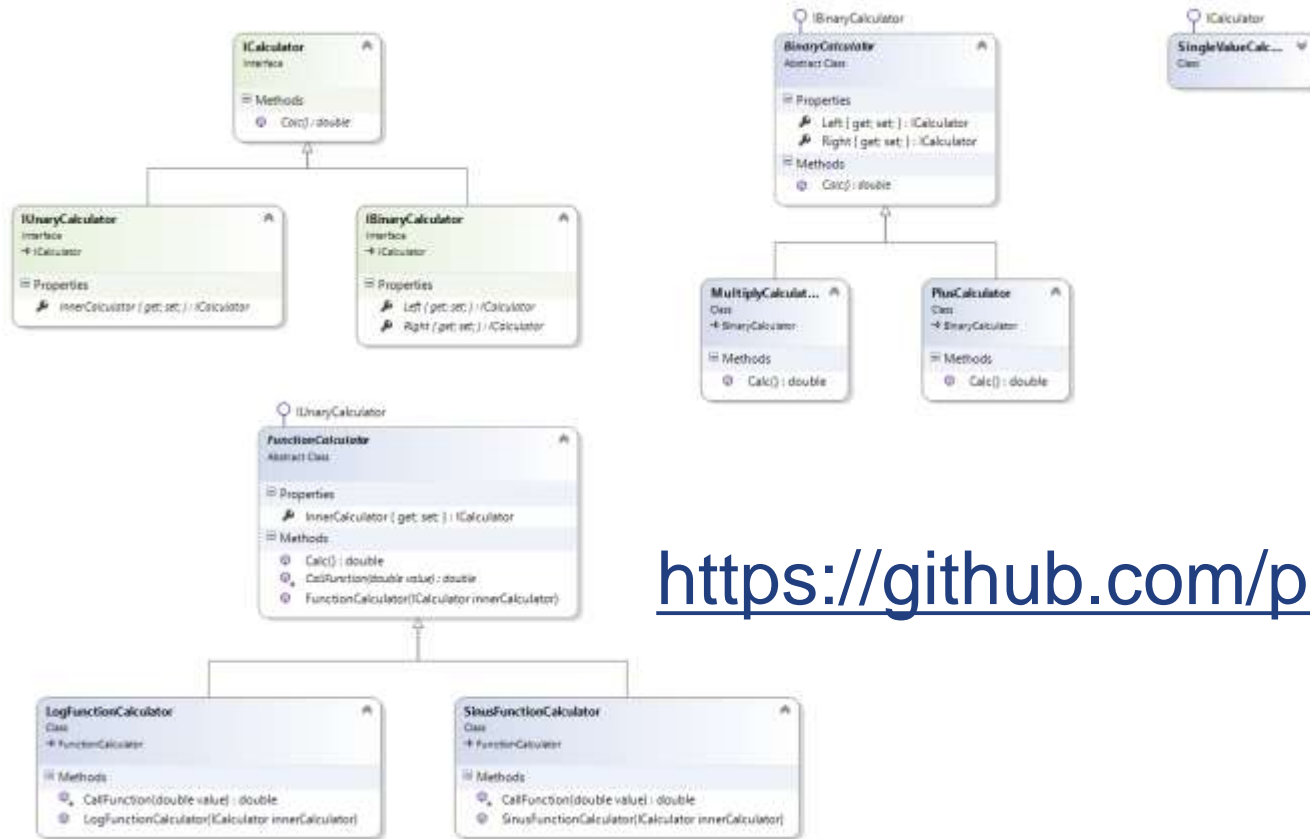 ICalculator
Interface
Methods
Calc() : double
IUnaryCalculator
Interface
ICalculator
Properties
InnerCalculator { get; set; } : ICalculator
IBinaryCalculator
Interface
ICalculator
Properties
Left { get; set; } : ICalculator
Right { get; set; } : ICalculator
IBinaryCalculator
BinaryCalculator
Abstract Class
Properties
Left { get; set; } : ICalculator
Right { get; set; } : ICalculator
Methods
Calc() : double
ICalculator
SingleValueCalc...
Class
MultiplyCalculat...
Class
BinaryCalculator
Methods
Calc() : double
PlusCalculator
Class
BinaryCalculator
Methods
Calc() : double
IUnaryCalculator
FunctionCalculator
Abstract Class
Properties
InnerCalculator { get; set; } : ICalculator
Methods
Calc() : double
CallFunction(double value) : double
FunctionCalculator(ICalculator innerCalculator)
https://github.com/p
LogFunctionCalculator
Class
FunctionCalculator
Methods
CallFunction(double value) : double
LogFunctionCalculator(ICalculator innerCalculator)
SinusFunctionCalculator
Class
FunctionCalculator
Methods
CallFunction(double value) : double
SinusFunctionCalculator(ICalculator innerCalculator)